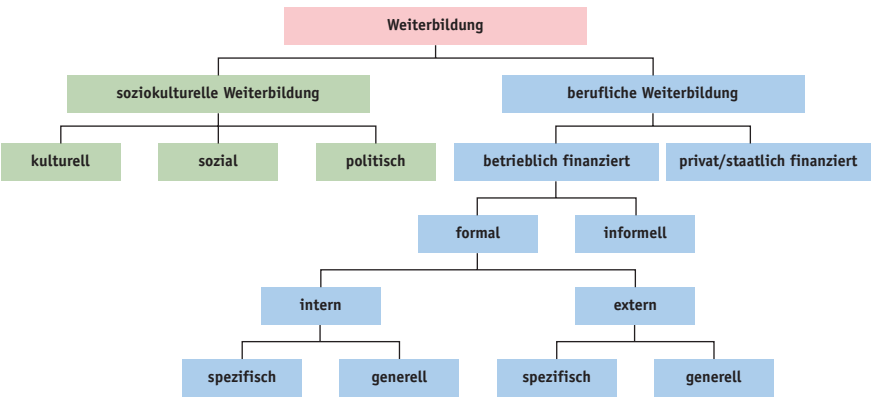 Weiterbildung
soziokulturelle Weiterbildung
berufliche Weiterbildung
kulturell
sozial
politisch
betrieblich finanziert
privat/staatlich finanziert
formal
informell
intern
extern
spezifisch
generell
spezifisch
generell